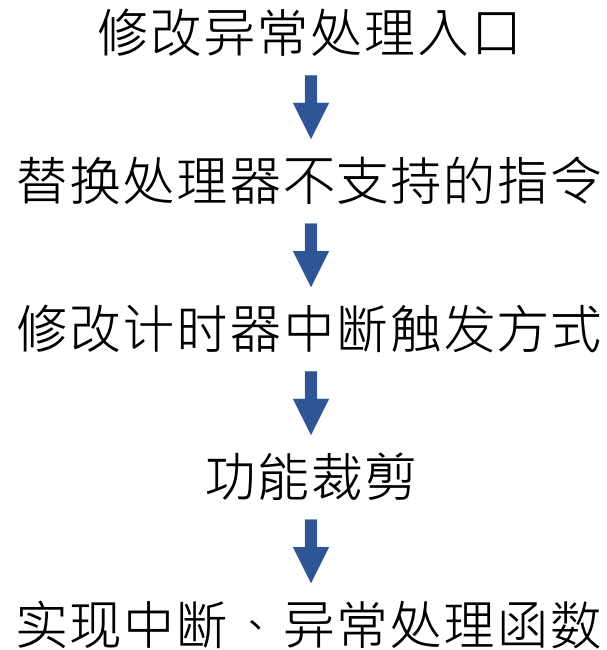 修改异常处理入口
替换处理器不支持的指令
修改计时器中断触发方式
功能裁剪
实现中断、异常处理函数